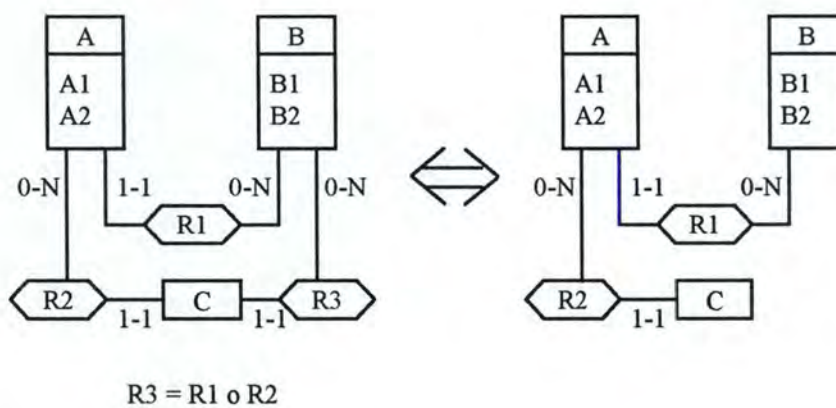 A B A B
A1 B1 A1 B1
A2 B2 A2 B2
0-N 1-1 0-N 0-N 0-N 1-1 0-N
R1 R1
R2 C R3 R2 C
1-1 1-1 1-1
R3 = R1 o R2